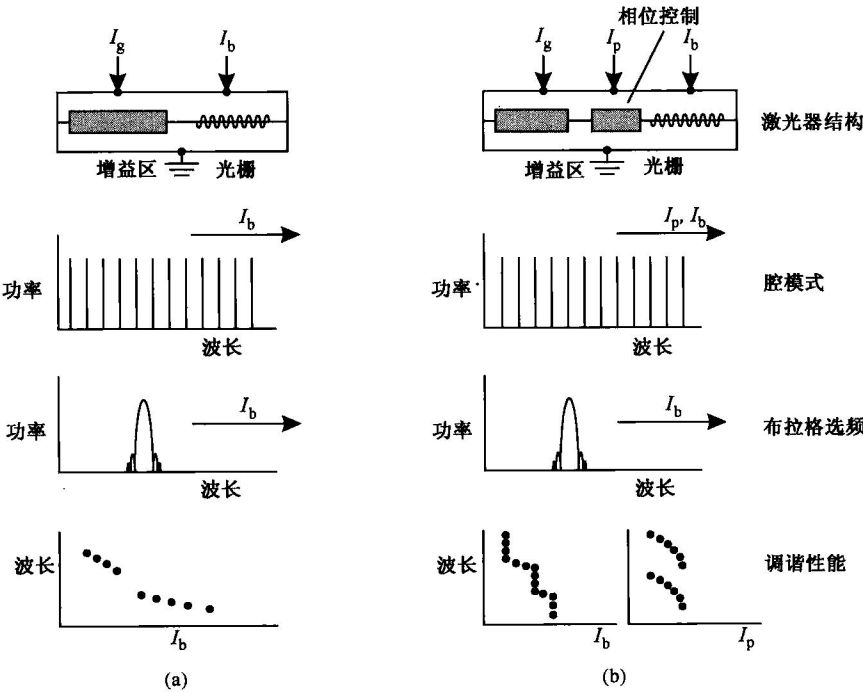 相位控制
I_g I_b
I_g I_p I_b
激光器结构
增益区 光栅
增益区 光栅
I_b
I_p, I_b
功率
功率
腔模式
波长
波长
I_b
I_b
功率
功率
布拉格选频
波长
波长
波长
波长
调谐性能
I_b
I_b
I_p
(a)
(b)